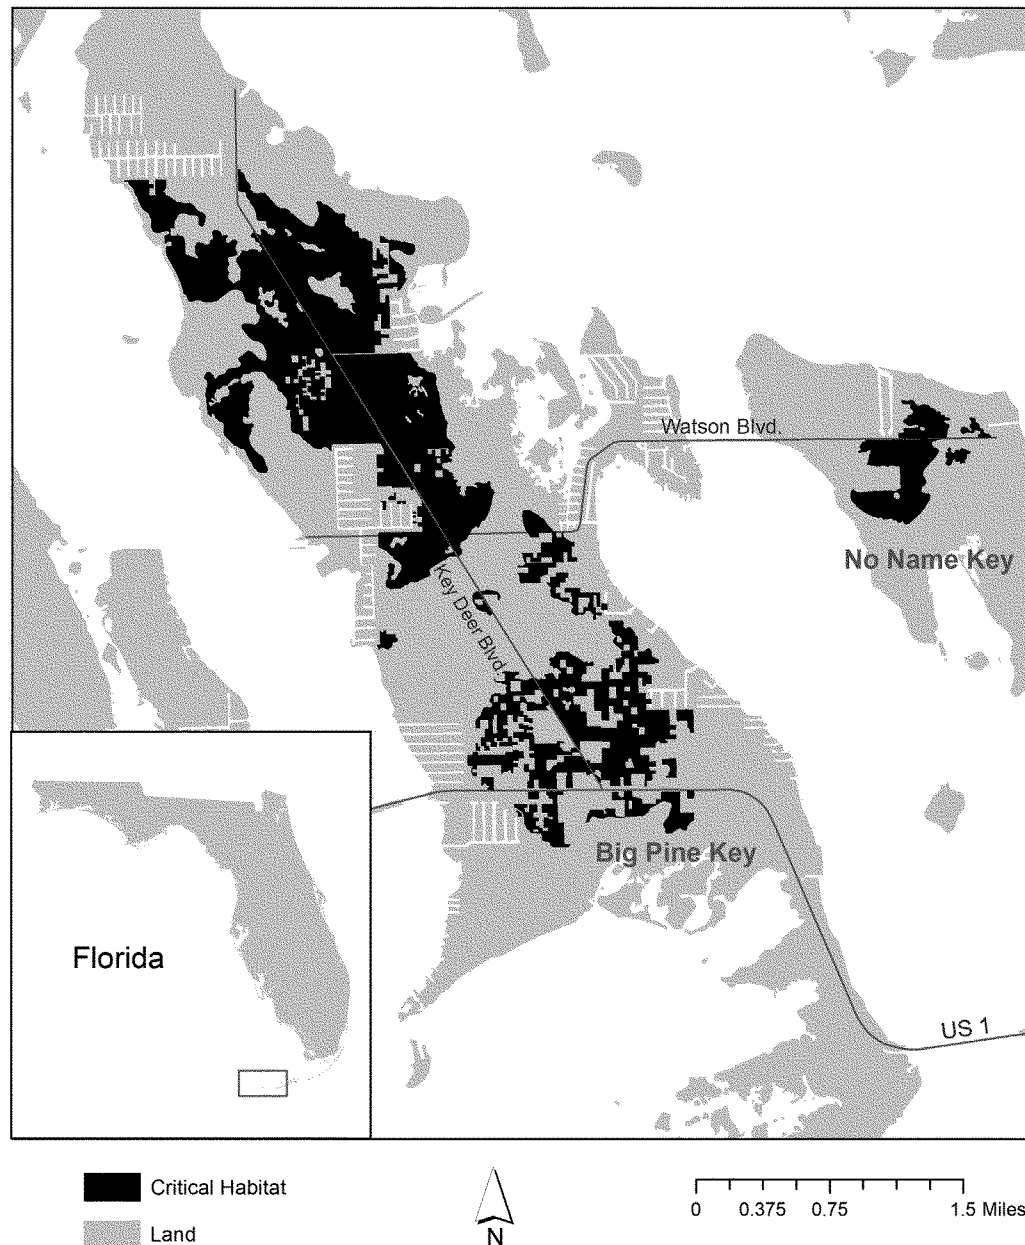 Watson Blvd.
No Name Key
Key Deer Blvd.
Big Pine Key
Florida
US 1
Critical Habitat
Land
N
0 0.375 0.75 1.5 Miles